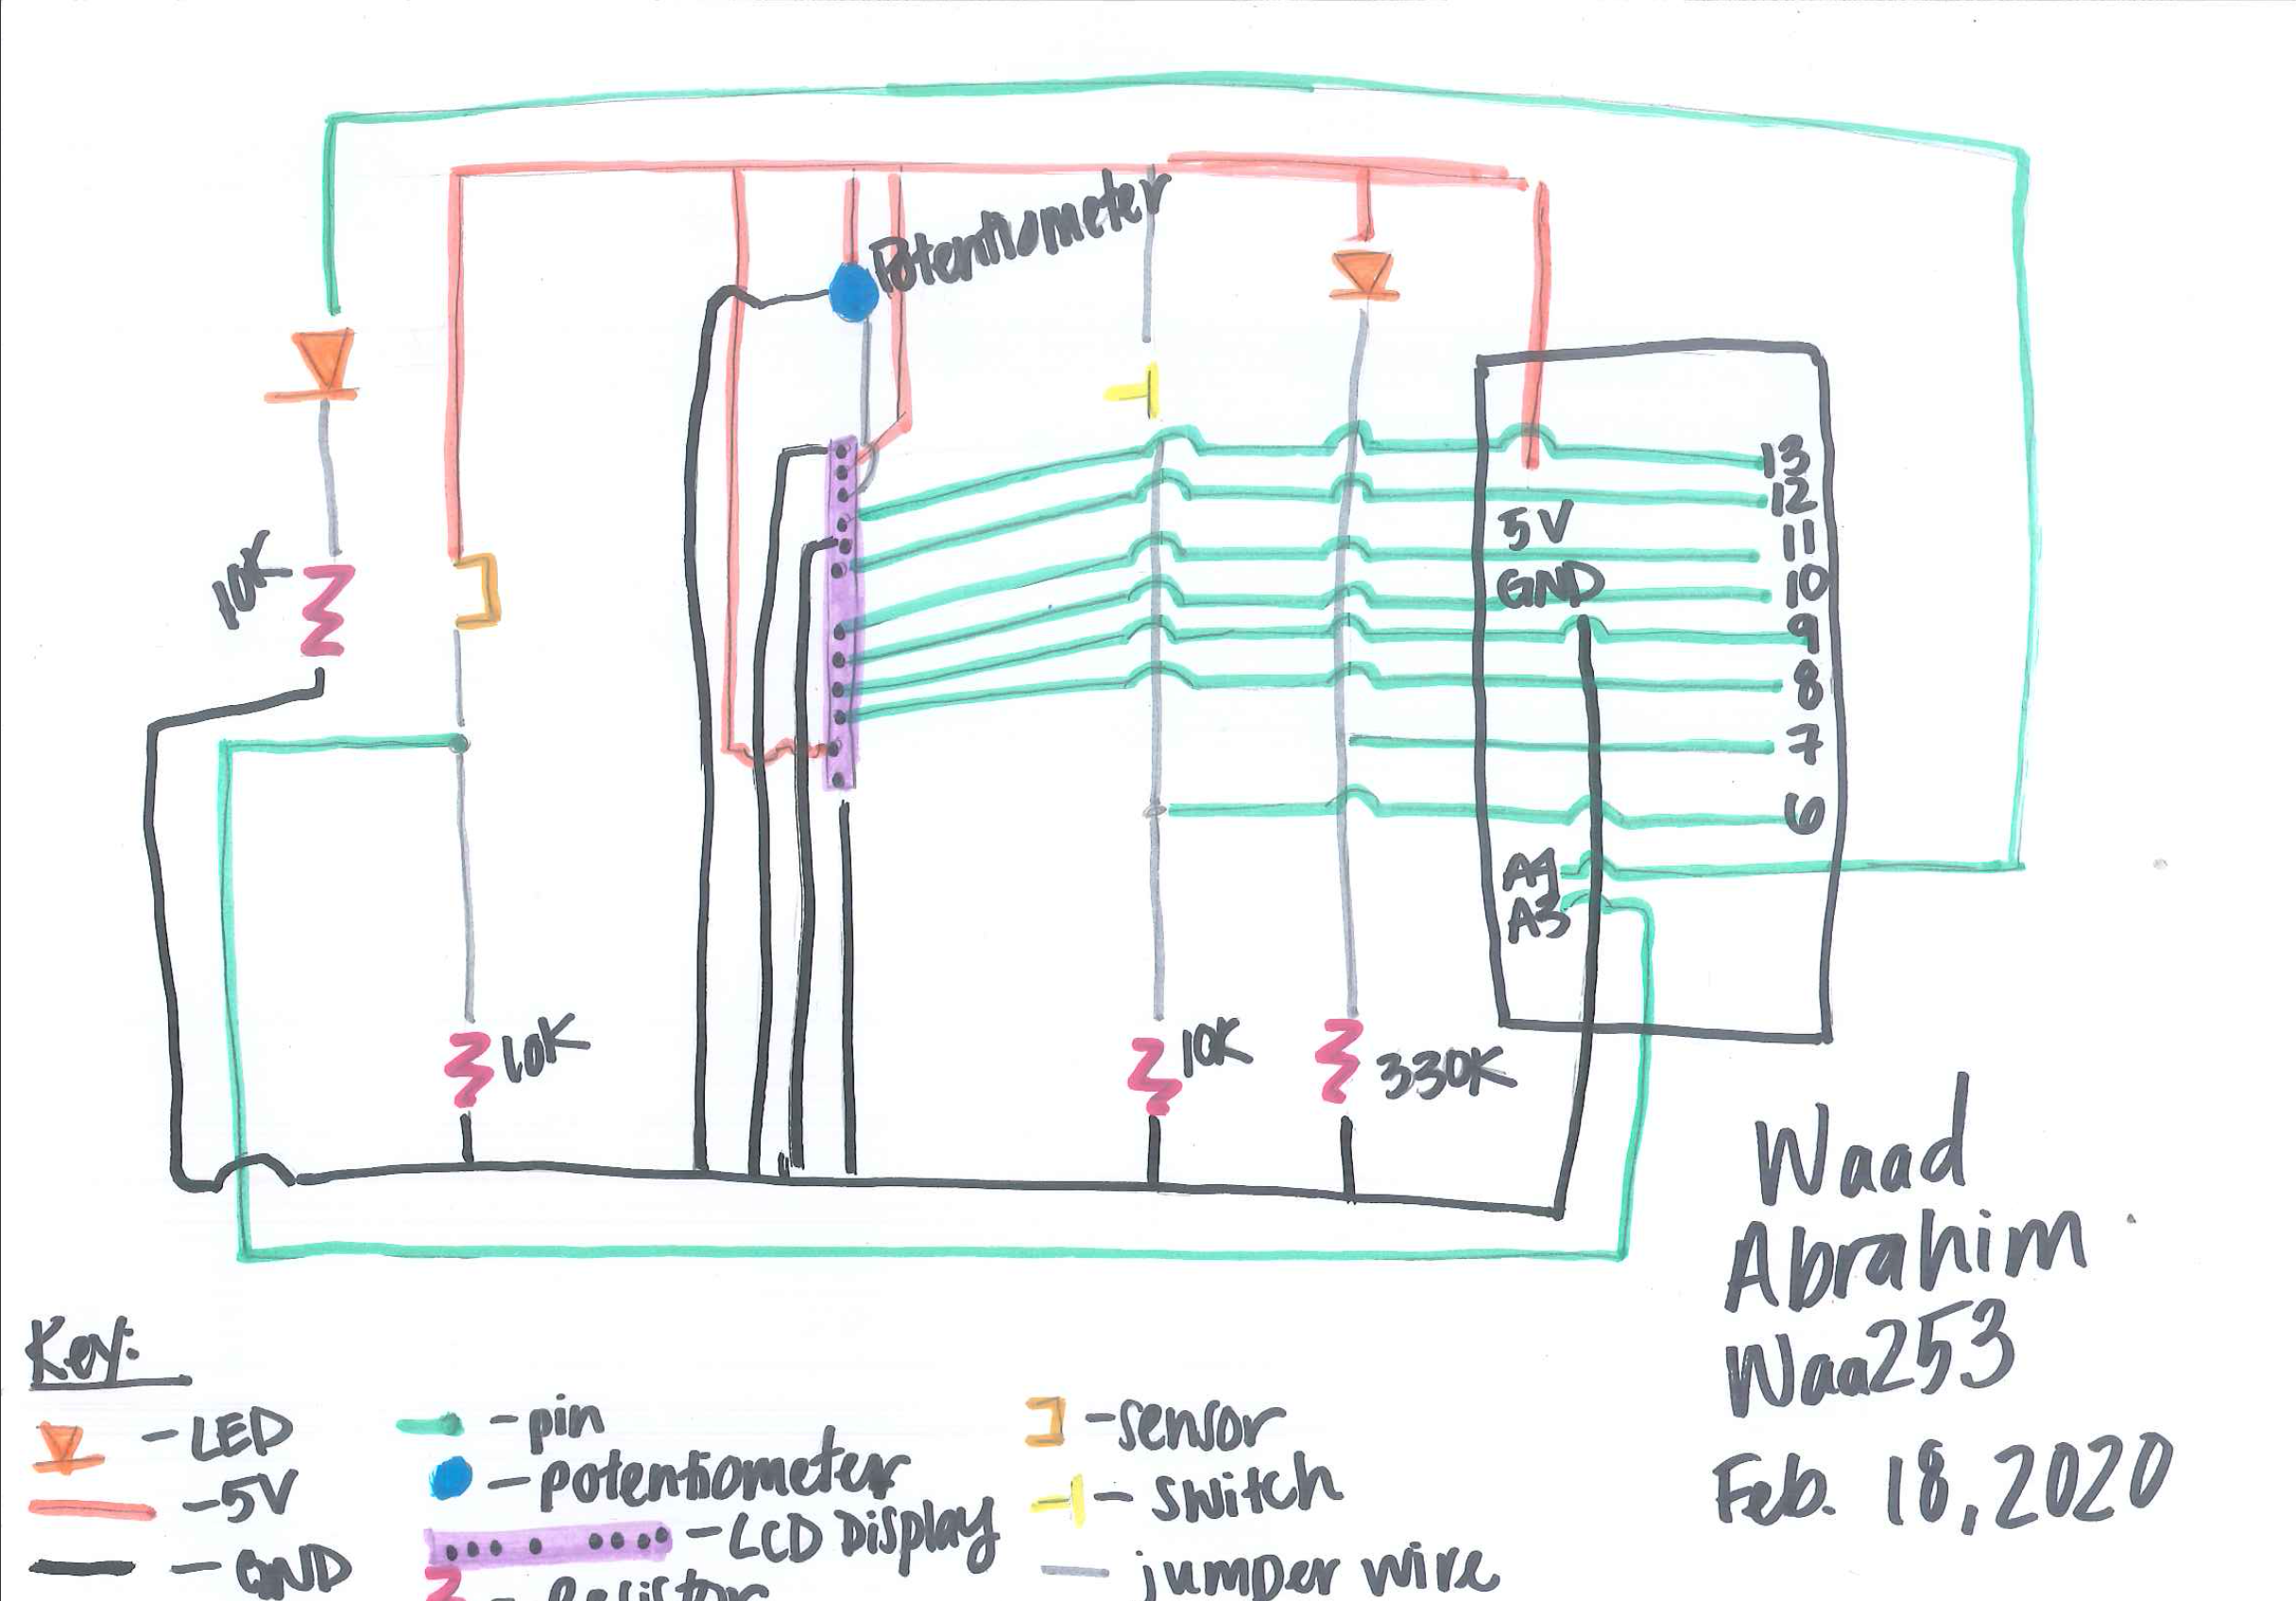 Potentiometer
13
12
5V
11
GND
10
10K
9
8
7
6
A4
A3
10K
10K
330K
Waad
Abrahim
Waa253
Feb. 18, 2020
Key:
- LED
- 5V
- GND
- pin
- potentiometer
- LCD Display
- Resistor
- sensor
- switch
jumper wire